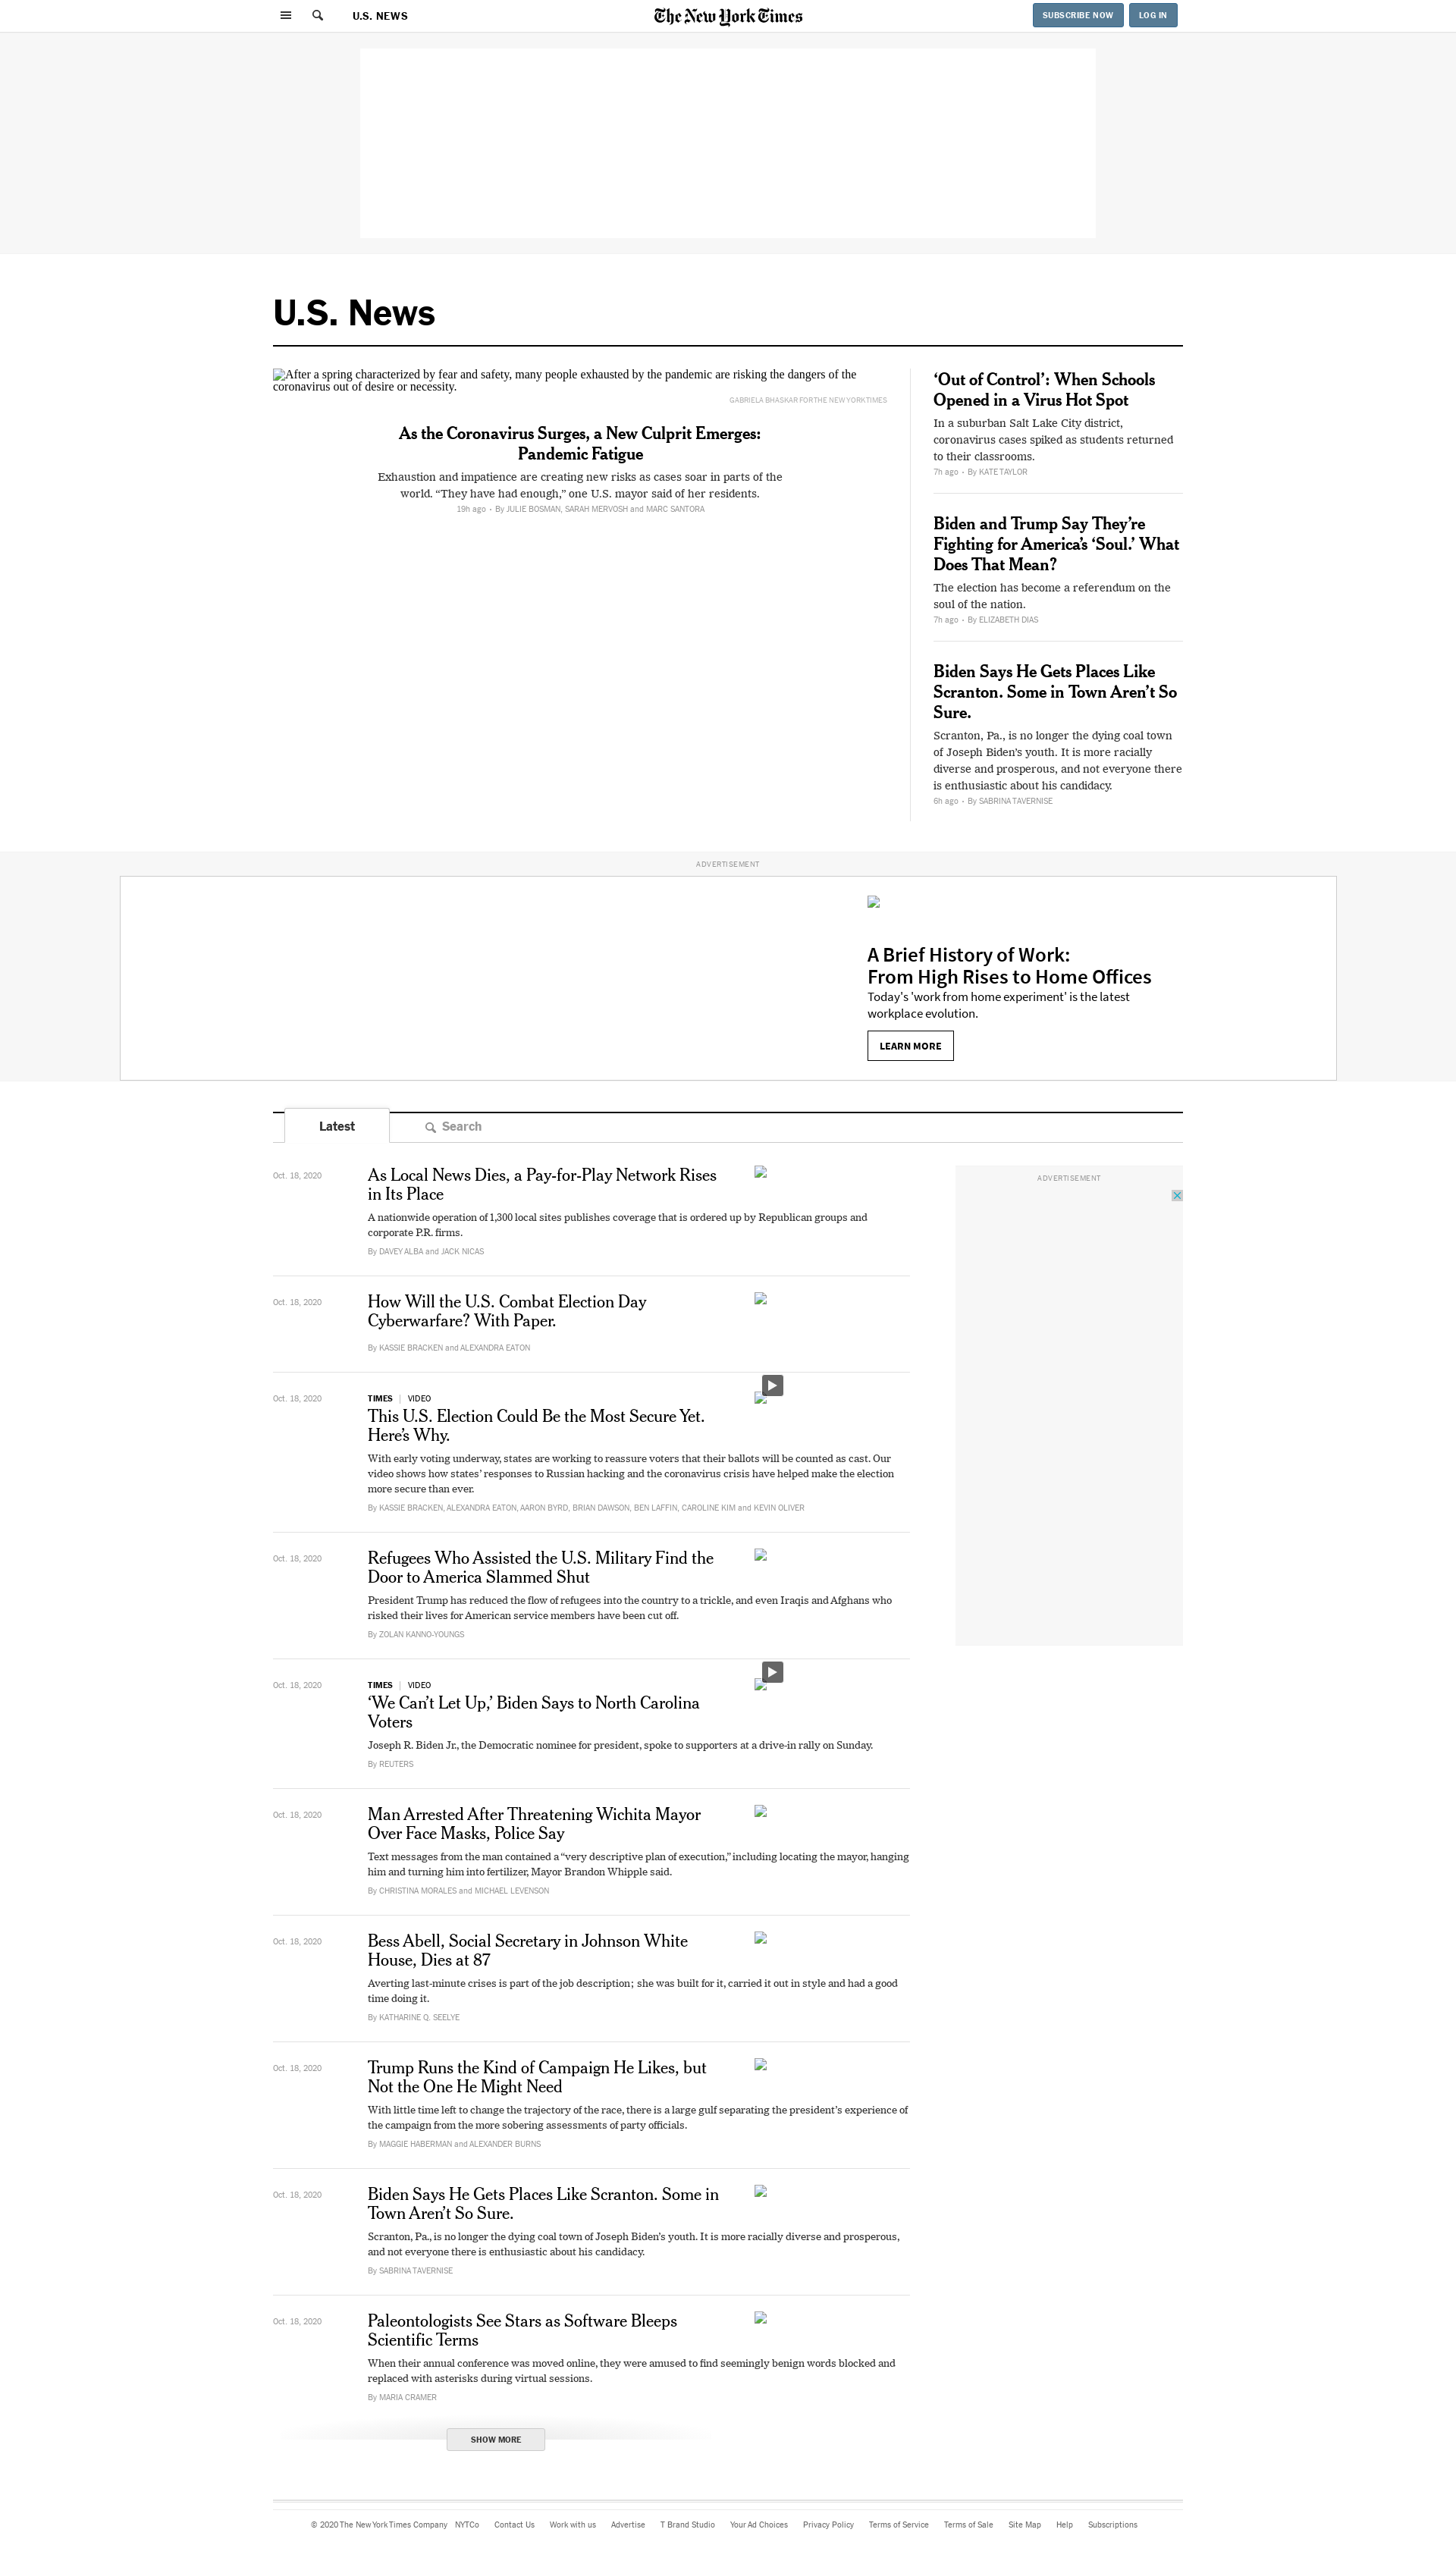 U.S. NEWS
The New York Times
SUBSCRIBE NOW
LOG IN
U.S. News
After a spring characterized by fear and safety, many people exhausted by the pandemic are risking the dangers of the
coronavirus out of desire or necessity.
GABRIELA BHASKAR FOR THE NEW YORK TIMES
As the Coronavirus Surges, a New Culprit Emerges:
Pandemic Fatigue
Exhaustion and impatience are creating new risks as cases soar in parts of the
world. “They have had enough,” one U.S. mayor said of her residents.
19h ago • By JULIE BOSMAN, SARAH MERVOSH and MARC SANTORA
‘Out of Control’: When Schools
Opened in a Virus Hot Spot
In a suburban Salt Lake City district,
coronavirus cases spiked as students returned
to their classrooms.
7h ago • By KATE TAYLOR
Biden and Trump Say They’re
Fighting for America’s ‘Soul.’ What
Does That Mean?
The election has become a referendum on the
soul of the nation.
7h ago • By ELIZABETH DIAS
Biden Says He Gets Places Like
Scranton. Some in Town Aren’t So
Sure.
Scranton, Pa., is no longer the dying coal town
of Joseph Biden’s youth. It is more racially
diverse and prosperous, and not everyone there
is enthusiastic about his candidacy.
6h ago • By SABRINA TAVERNISE
ADVERTISEMENT
A Brief History of Work:
From High Rises to Home Offices
Today's 'work from home experiment' is the latest
workplace evolution.
LEARN MORE
Latest
Search
Oct. 18, 2020
As Local News Dies, a Pay-for-Play Network Rises
in Its Place
A nationwide operation of 1,300 local sites publishes coverage that is ordered up by Republican groups and
corporate P.R. firms.
By DAVEY ALBA and JACK NICAS
ADVERTISEMENT
Oct. 18, 2020
How Will the U.S. Combat Election Day
Cyberwarfare? With Paper.
By KASSIE BRACKEN and ALEXANDRA EATON
Oct. 18, 2020
TIMES | VIDEO
This U.S. Election Could Be the Most Secure Yet.
Here’s Why.
With early voting underway, states are working to reassure voters that their ballots will be counted as cast. Our
video shows how states’ responses to Russian hacking and the coronavirus crisis have helped make the election
more secure than ever.
By KASSIE BRACKEN, ALEXANDRA EATON, AARON BYRD, BRIAN DAWSON, BEN LAFFIN, CAROLINE KIM and KEVIN OLIVER
Oct. 18, 2020
Refugees Who Assisted the U.S. Military Find the
Door to America Slammed Shut
President Trump has reduced the flow of refugees into the country to a trickle, and even Iraqis and Afghans who
risked their lives for American service members have been cut off.
By ZOLAN KANNO-YOUNGS
Oct. 18, 2020
TIMES | VIDEO
‘We Can’t Let Up,’ Biden Says to North Carolina
Voters
Joseph R. Biden Jr., the Democratic nominee for president, spoke to supporters at a drive-in rally on Sunday.
By REUTERS
Oct. 18, 2020
Man Arrested After Threatening Wichita Mayor
Over Face Masks, Police Say
Text messages from the man contained a “very descriptive plan of execution,” including locating the mayor, hanging
him and turning him into fertilizer, Mayor Brandon Whipple said.
By CHRISTINA MORALES and MICHAEL LEVENSON
Oct. 18, 2020
Bess Abell, Social Secretary in Johnson White
House, Dies at 87
Averting last-minute crises is part of the job description; she was built for it, carried it out in style and had a good
time doing it.
By KATHARINE Q. SEELYE
Oct. 18, 2020
Trump Runs the Kind of Campaign He Likes, but
Not the One He Might Need
With little time left to change the trajectory of the race, there is a large gulf separating the president’s experience of
the campaign from the more sobering assessments of party officials.
By MAGGIE HABERMAN and ALEXANDER BURNS
Oct. 18, 2020
Biden Says He Gets Places Like Scranton. Some in
Town Aren’t So Sure.
Scranton, Pa., is no longer the dying coal town of Joseph Biden’s youth. It is more racially diverse and prosperous,
and not everyone there is enthusiastic about his candidacy.
By SABRINA TAVERNISE
Oct. 18, 2020
Paleontologists See Stars as Software Bleeps
Scientific Terms
When their annual conference was moved online, they were amused to find seemingly benign words blocked and
replaced with asterisks during virtual sessions.
By MARIA CRAMER
SHOW MORE
© 2020 The New York Times Company NYTCo Contact Us Work with us Advertise T Brand Studio Your Ad Choices Privacy Policy Terms of Service Terms of Sale Site Map Help Subscriptions